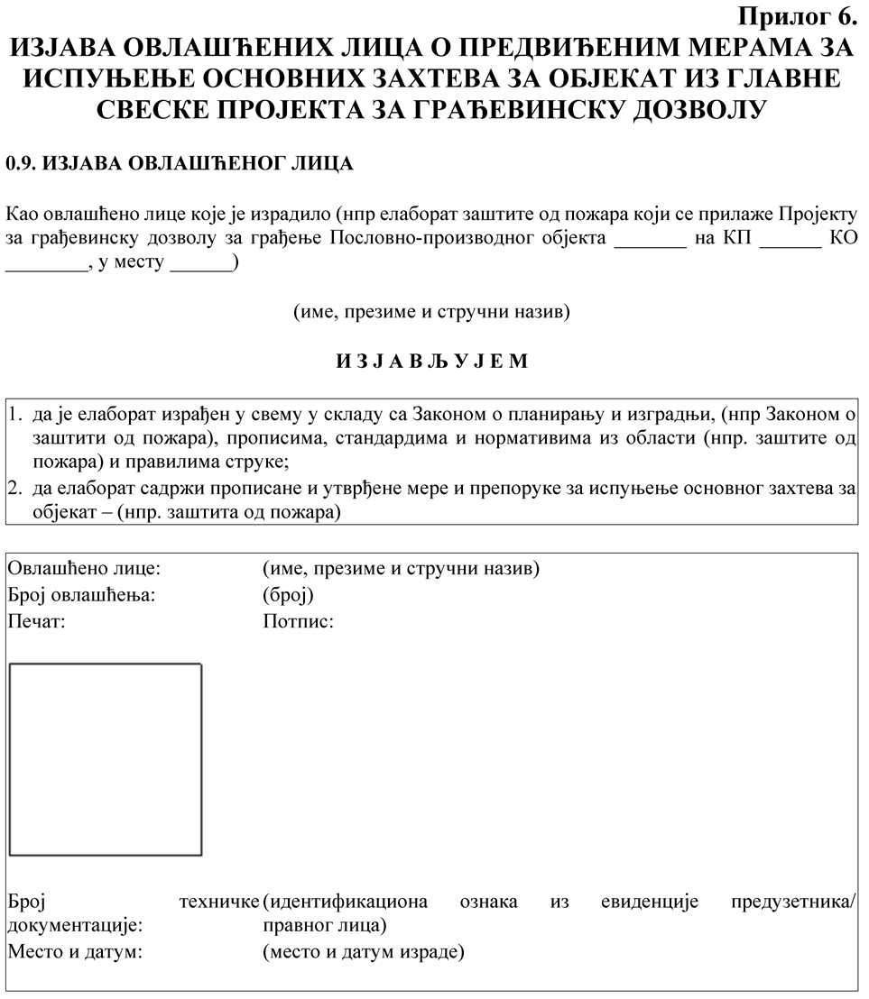 Прилог 6.
ИЗЈАВА ОВЛАШЋЕНИХ ЛИЦА О ПРЕДВИЂЕНИМ МЕРАМА ЗА
ИСПУЊЕЊЕ ОСНОВНИХ ЗАХТЕВА ЗА ОБЈЕКАТ ИЗ ГЛАВНЕ
СВЕСКЕ ПРОЈЕКТА ЗА ГРАЂЕВИНСКУ ДОЗВОЛУ
0.9. ИЗЈАВА ОВЛАШЋЕНОГ ЛИЦА
Као овлашћено лице које је израдило (нпр елаборат заштите од пожара који се прилаже Пројекту
за грађевинску дозволу за грађење Пословно-производног објекта _______ на КП ______ КО
________, у месту ______)
(име, презиме и стручни назив)
И З Ј А В Љ У Ј Е М
1. да је елаборат израђен у свему у складу са Законом о планирању и изградњи, (нпр Законом о
заштити од пожара), прописима, стандардима и нормативима из области (нпр. заштите од
пожара) и правилима струке;
2. да елаборат садржи прописане и утврђене мере и препоруке за испуњење основног захтева за
објекат – (нпр. заштита од пожара)
Овлашћено лице: (име, презиме и стручни назив)
Број овлашћења: (број)
Печат: Потпис:
Број техничке (идентификациона ознака из евиденције предузетника/
документације: правног лица)
Место и датум: (место и датум израде)